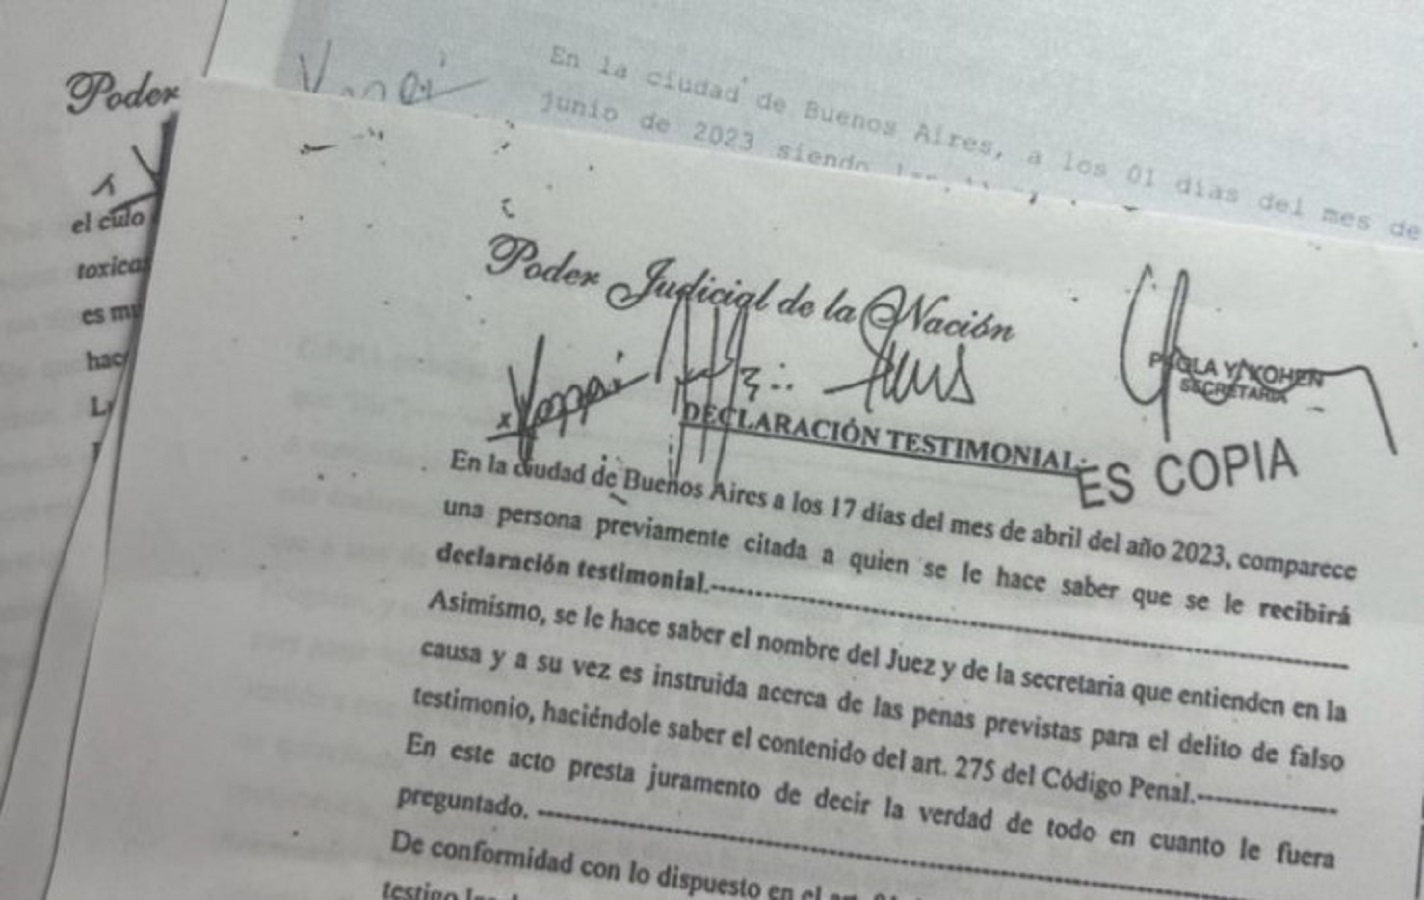 Poder
el culo
toxica
es mu
hac
En la ciudad de Buenos Aires, a los 01 días del mes de
junio de 2023 siendo
Poder Judicial de la Nación
SECRETARIA
DECLARACIÓN TESTIMONIAL.
ES COPIA
En la ciudad de Buenos Aires a los 17 días del mes de abril del año 2023, comparece
una persona previamente citada a quien se le hace saber que se le recibirá
declaración testimonial.-----------------------------------------------------------------
Asimismo, se le hace saber el nombre del Juez y de la secretaría que entienden en la
causa y a su vez es instruida acerca de las penas previstas para el delito de falso
testimonio, haciéndole saber el contenido del art. 275 del Código Penal.---------------
En este acto presta juramento de decir la verdad de todo en cuanto le fuera
preguntado. ----------------------------------------------------------------------
De conformidad con lo dispuesto en el art.
testigo